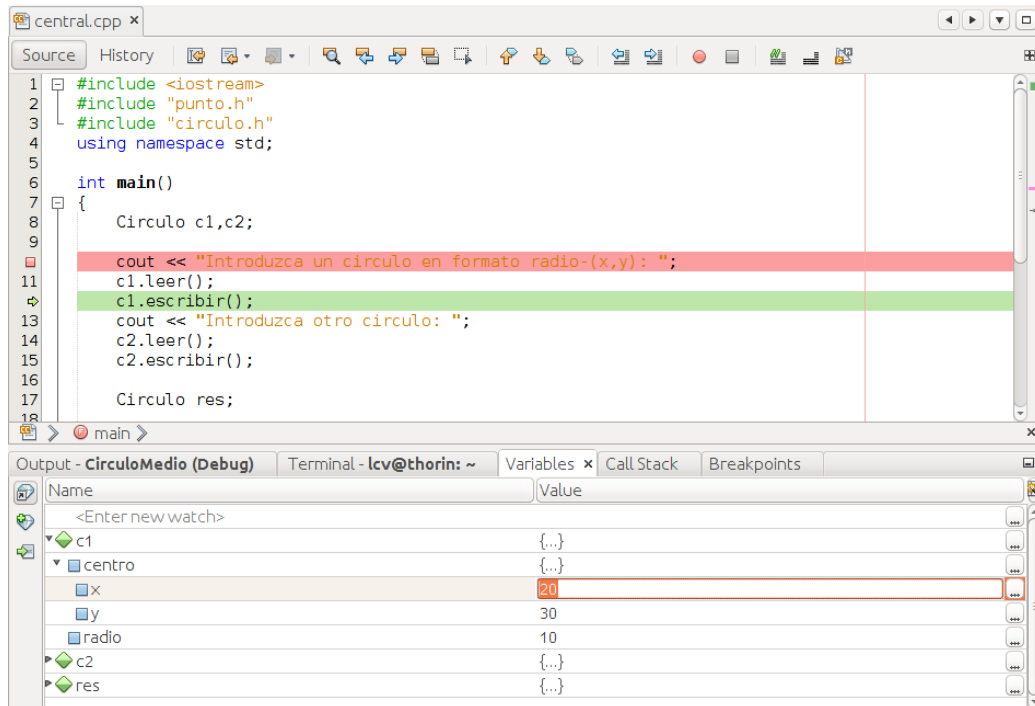 central.cpp ×
Source History
1 #include <iostream>
2 #include "punto.h"
3 #include "circulo.h"
4 using namespace std;
5
6 int main()
7 {
8 Circulo c1,c2;
9
cout << "Introduzca un circulo en formato radio-(x,y): ";
11 c1.leer();
c1.escribir();
13 cout << "Introduzca otro circulo: ";
14 c2.leer();
15 c2.escribir();
16
17 Circulo res;
18
main
Output - CirculoMedio (Debug) Terminal - lcv@thorin: ~ Variables × Call Stack Breakpoints
Name Value
<Enter new watch>
c1 {...}
centro {...}
x 20
y 30
radio 10
c2 {...}
res {...}